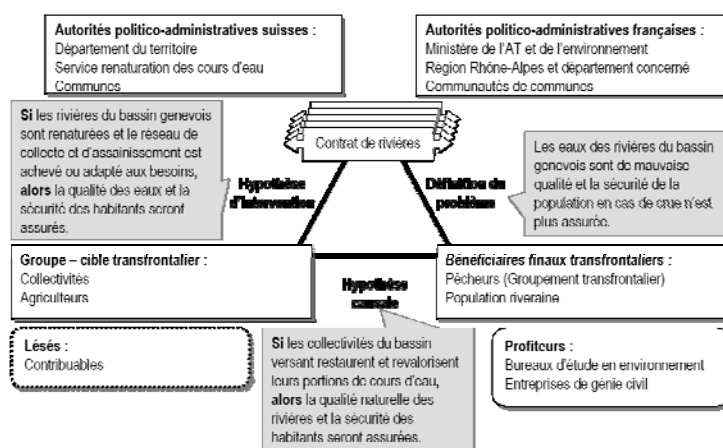 Autorités politico-administratives suisses :
Département du territoire
Service renaturation des cours d'eau
Communes
Autorités politico-administratives françaises :
Ministère de l'AT et de l'environnement
Région Rhône-Alpes et département concerné
Communautés de communes
Si les rivières du bassin genevois
sont renaturées et le réseau de
collecte et d'assainissement est
achevé ou adapté aux besoins,
alors la qualité des eaux et la
sécurité des habitants seront
assurés.
Contrat de rivières
Hypothèse
d'intervention
Définition du
problème
Les eaux des rivières du bassin
genevois sont de mauvaise
qualité et la sécurité de la
population en cas de crue n'est
plus assurée.
Groupe – cible transfrontalier :
Collectivités
Agriculteurs
Bénéficiaires finaux transfrontaliers :
Pêcheurs (Groupement transfrontalier)
Population riveraine
Hypothèse
causale
Lésés :
Contribuables
Si les collectivités du bassin
versant restaurent et revalorisent
leurs portions de cours d'eau,
alors la qualité naturelle des
rivières et la sécurité des
habitants seront assurées.
Profiteurs :
Bureaux d'étude en environnement
Entreprises de génie civil